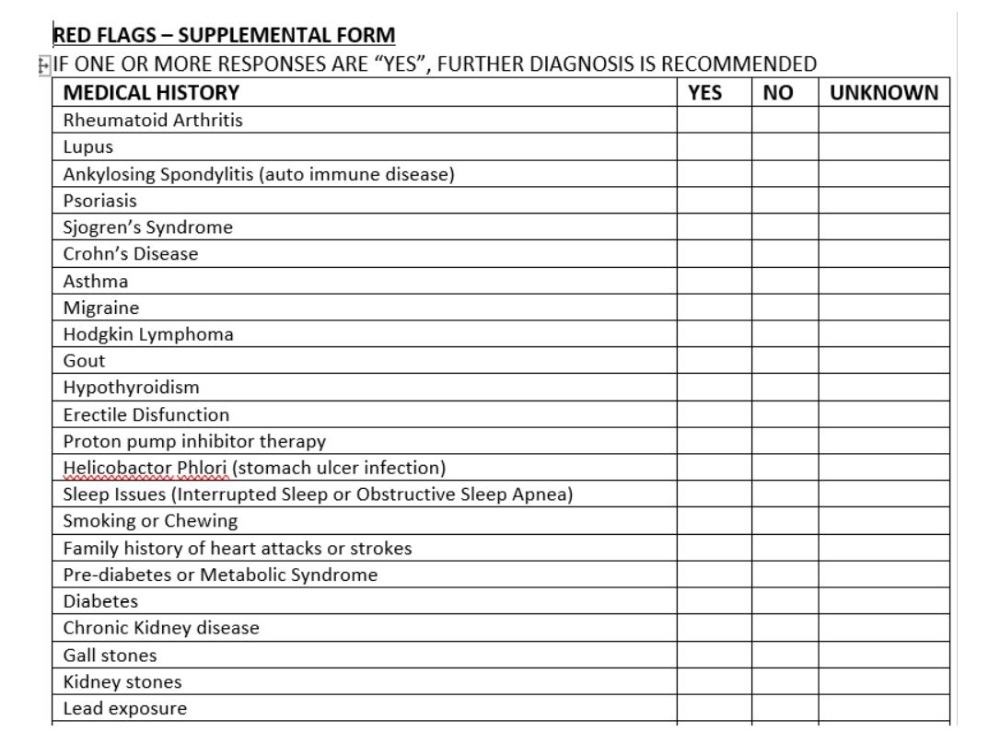 RED FLAGS – SUPPLEMENTAL FORM
IF ONE OR MORE RESPONSES ARE “YES”, FURTHER DIAGNOSIS IS RECOMMENDED
MEDICAL HISTORY YES NO UNKNOWN
Rheumatoid Arthritis
Lupus
Ankylosing Spondylitis (auto immune disease)
Psoriasis
Sjogren’s Syndrome
Crohn’s Disease
Asthma
Migraine
Hodgkin Lymphoma
Gout
Hypothyroidism
Erectile Disfunction
Proton pump inhibitor therapy
Helicobactor Phlori (stomach ulcer infection)
Sleep Issues (Interrupted Sleep or Obstructive Sleep Apnea)
Smoking or Chewing
Family history of heart attacks or strokes
Pre-diabetes or Metabolic Syndrome
Diabetes
Chronic Kidney disease
Gall stones
Kidney stones
Lead exposure